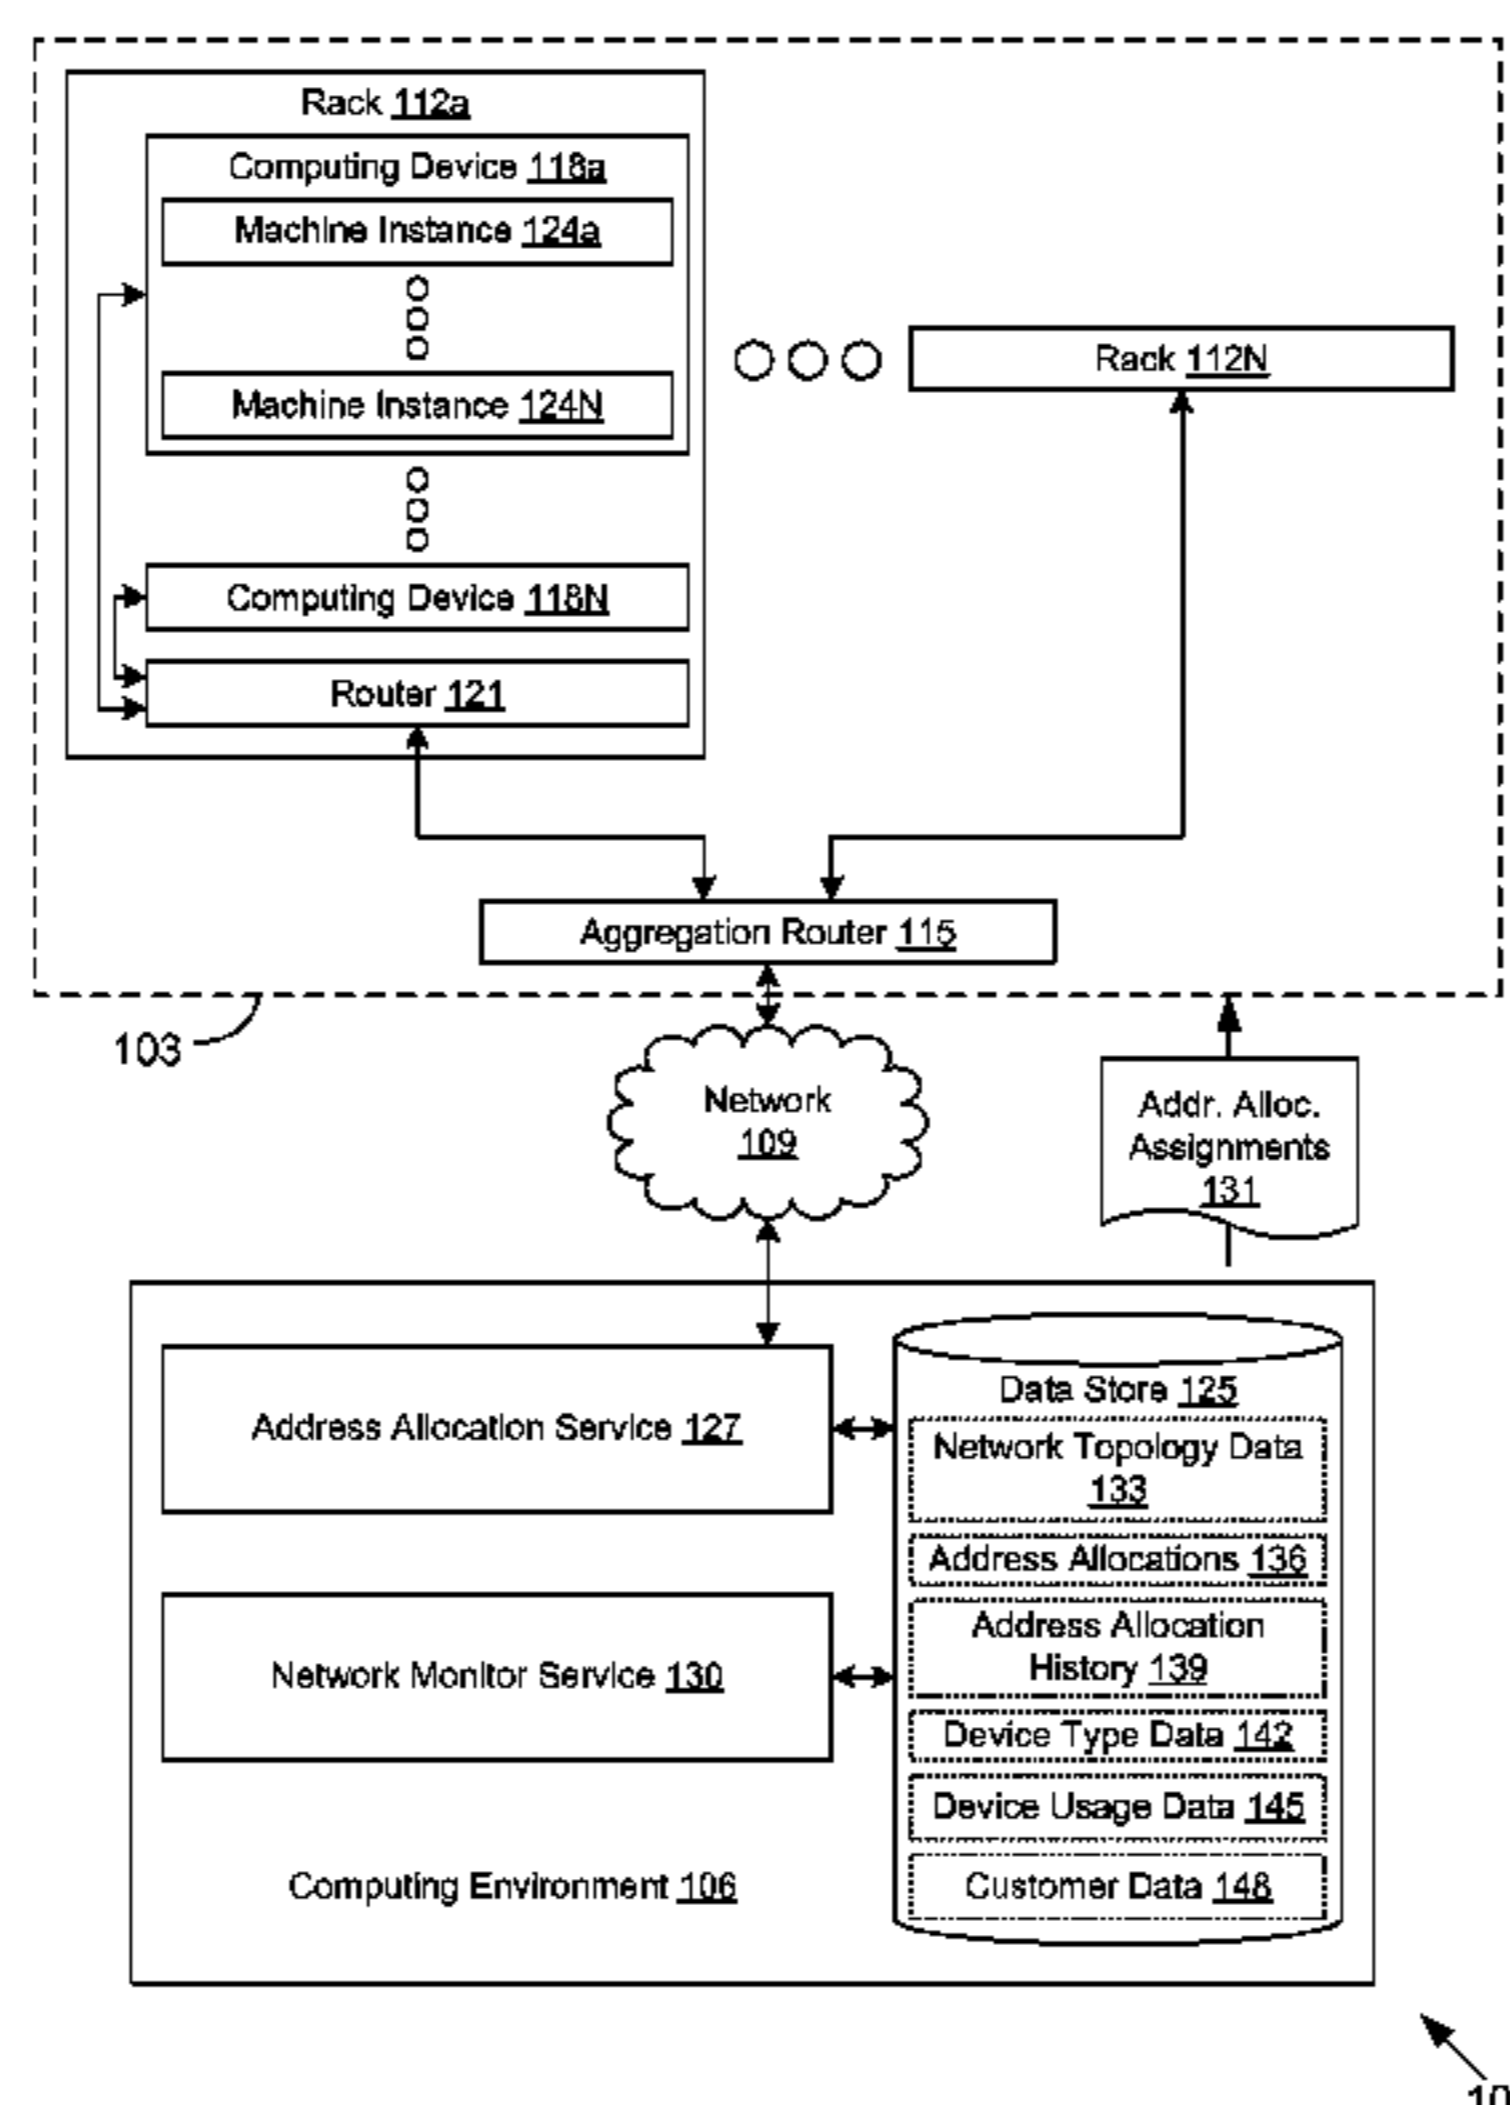 Rack 112a
Computing Device 118a
Machine Instance 124a
Machine Instance 124N
Rack 112N
Computing Device 118N
Router 121
Aggregation Router 115
103
Network
109
Addr. Alloc.
Assignments
131
Data Store 125
Address Allocation Service 127
Network Topology Data
133
Address Allocations 136
Address Allocation
History 139
Network Monitor Service 130
Device Type Data 142
Device Usage Data 145
Computing Environment 106
Customer Data 148